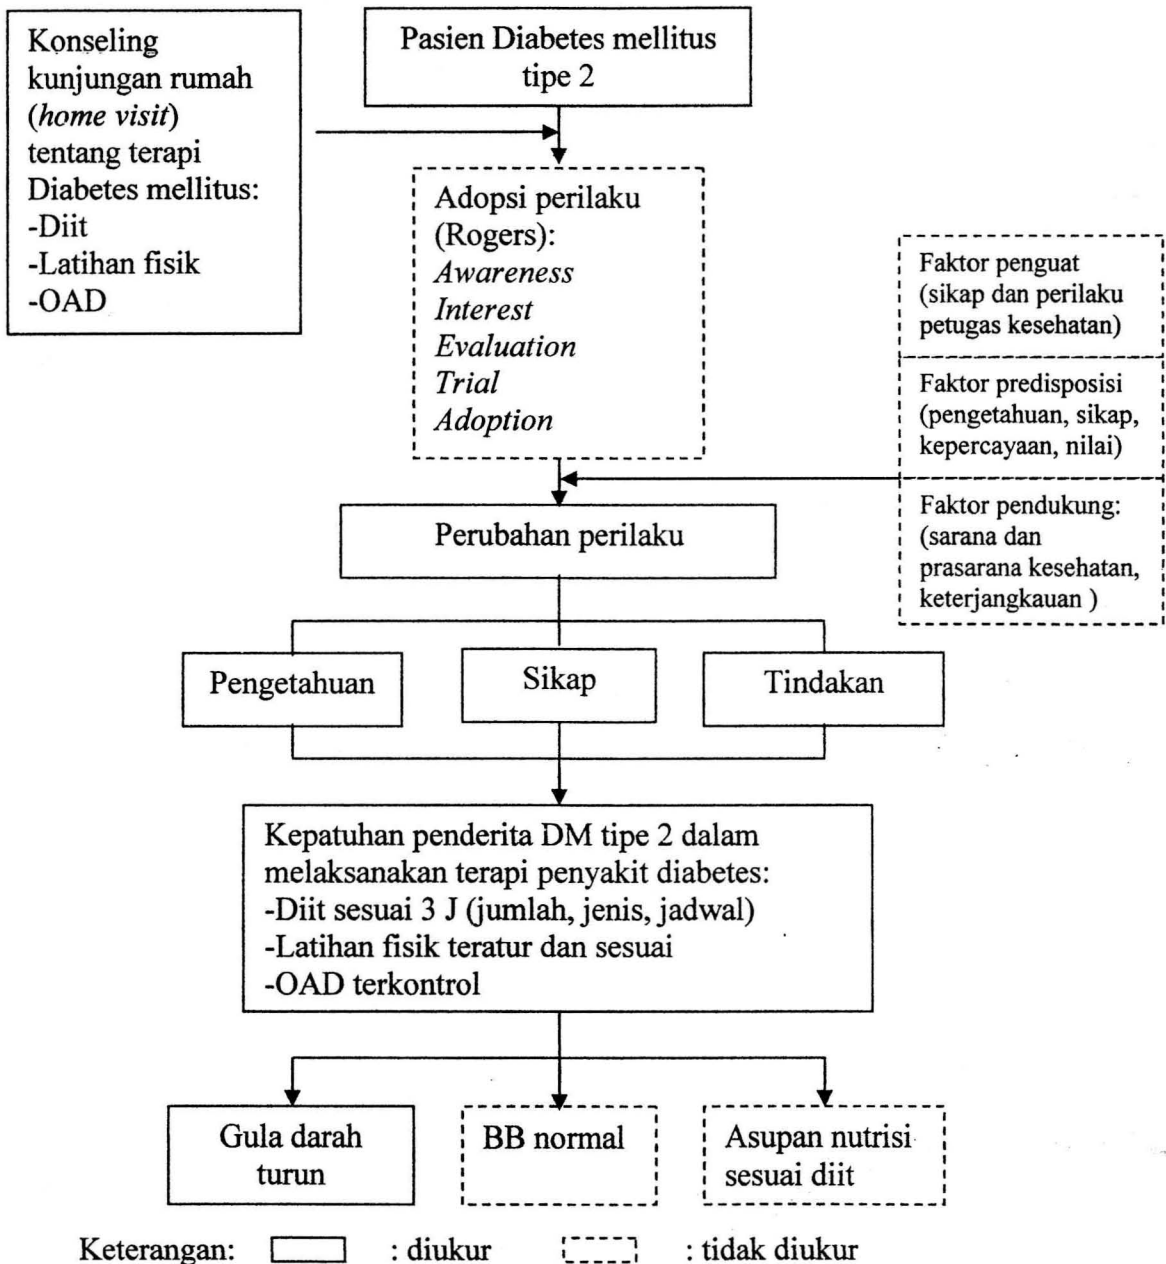 Konseling
kunjungan rumah
(home visit)
tentang terapi
Diabetes mellitus:
-Diit
-Latihan fisik
-OAD
Pasien Diabetes mellitus
tipe 2
Adopsi perilaku
(Rogers):
Awareness
Interest
Evaluation
Trial
Adoption
Faktor penguat
(sikap dan perilaku
petugas kesehatan)
Faktor predisposisi
(pengetahuan, sikap,
kepercayaan, nilai)
Faktor pendukung:
(sarana dan
prasarana kesehatan,
keterjangkauan )
Perubahan perilaku
Pengetahuan
Sikap
Tindakan
Kepatuhan penderita DM tipe 2 dalam
melaksanakan terapi penyakit diabetes:
-Diit sesuai 3 J (jumlah, jenis, jadwal)
-Latihan fisik teratur dan sesuai
-OAD terkontrol
Gula darah
turun
BB normal
Asupan nutrisi
sesuai diit
Keterangan: : diukur : tidak diukur